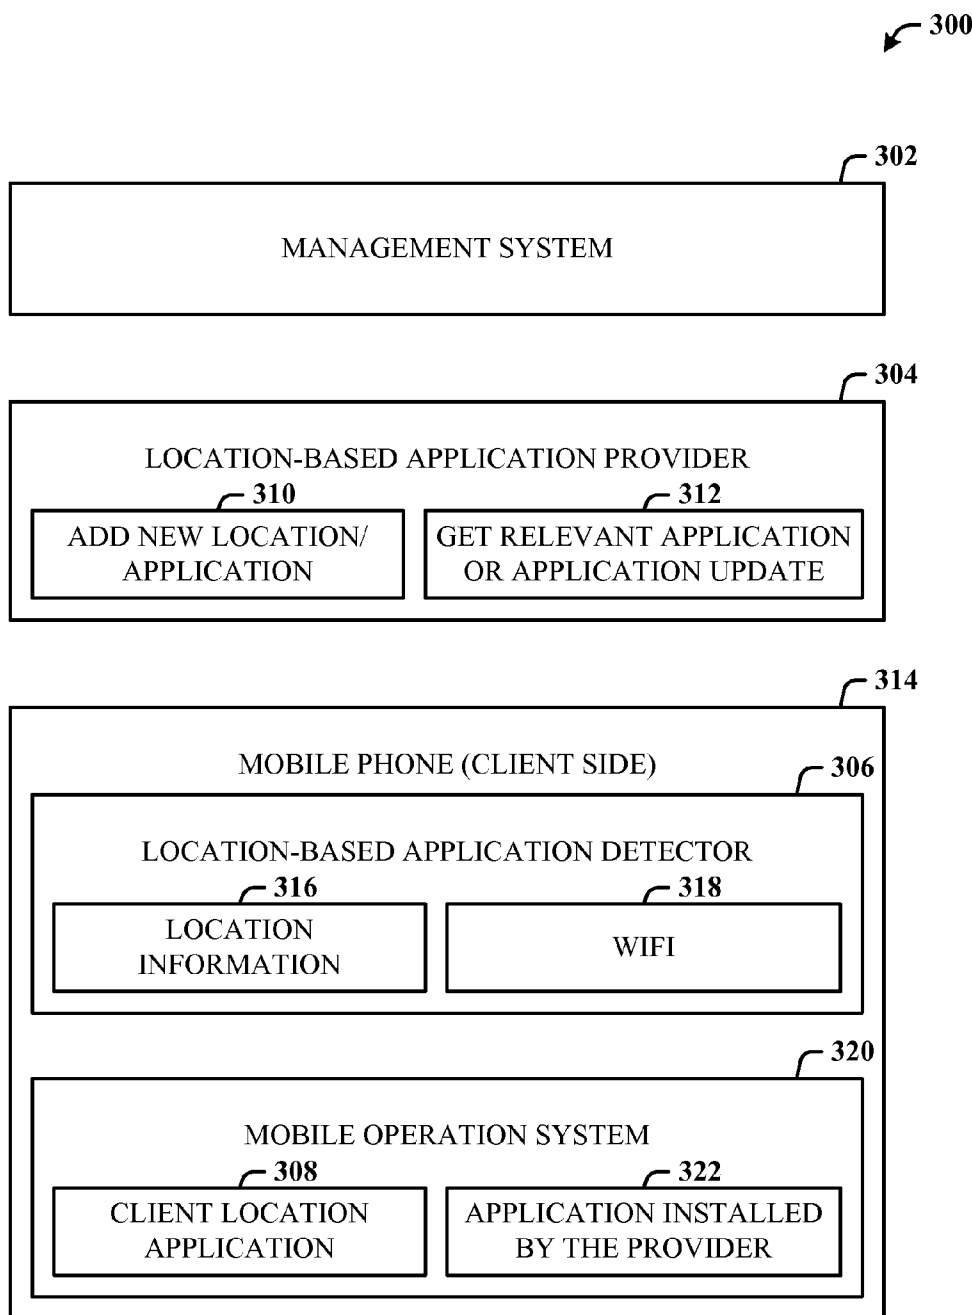 300
302
MANAGEMENT SYSTEM
304
LOCATION-BASED APPLICATION PROVIDER
310
ADD NEW LOCATION/
APPLICATION
312
GET RELEVANT APPLICATION
OR APPLICATION UPDATE
314
MOBILE PHONE (CLIENT SIDE)
306
LOCATION-BASED APPLICATION DETECTOR
316
LOCATION
INFORMATION
318
WIFI
320
MOBILE OPERATION SYSTEM
308
CLIENT LOCATION
APPLICATION
322
APPLICATION INSTALLED
BY THE PROVIDER